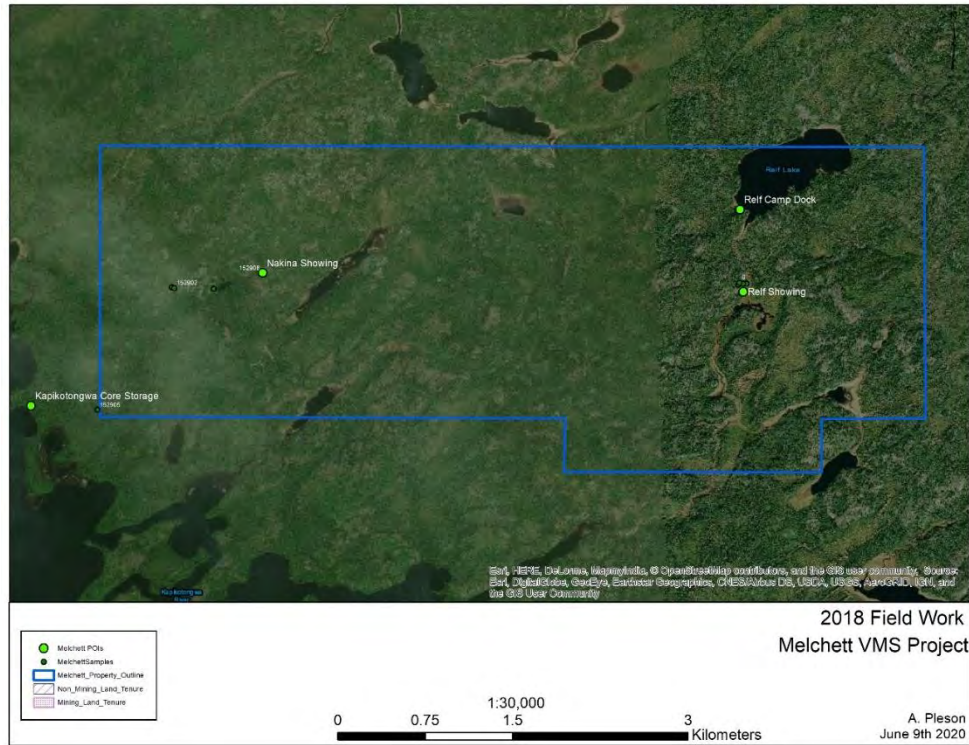 Relf Lake
Relf Camp Dock
152908
Nakina Showing
152902
Relf Showing
Kapikotongwa Core Storage
152905
Kapikotongwa
River
Esri, HERE, DeLorme, MapmyIndia, © OpenStreetMap contributors, and the GIS user community, Source:
Esri, DigitalGlobe, GeoEye, Earthstar Geographics, CNES/Airbus DS, USDA, USGS, AeroGRID, IGN, and
the GIS User Community
2018 Field Work
Melchett VMS Project
Melchett POIs
MelchettSamples
Melchett_Property_Outline
Non_Mining_Land_Tenure
Mining_Land_Tenure
1:30,000
0 0.75 1.5 3
Kilometers
A. Pleson
June 9th 2020